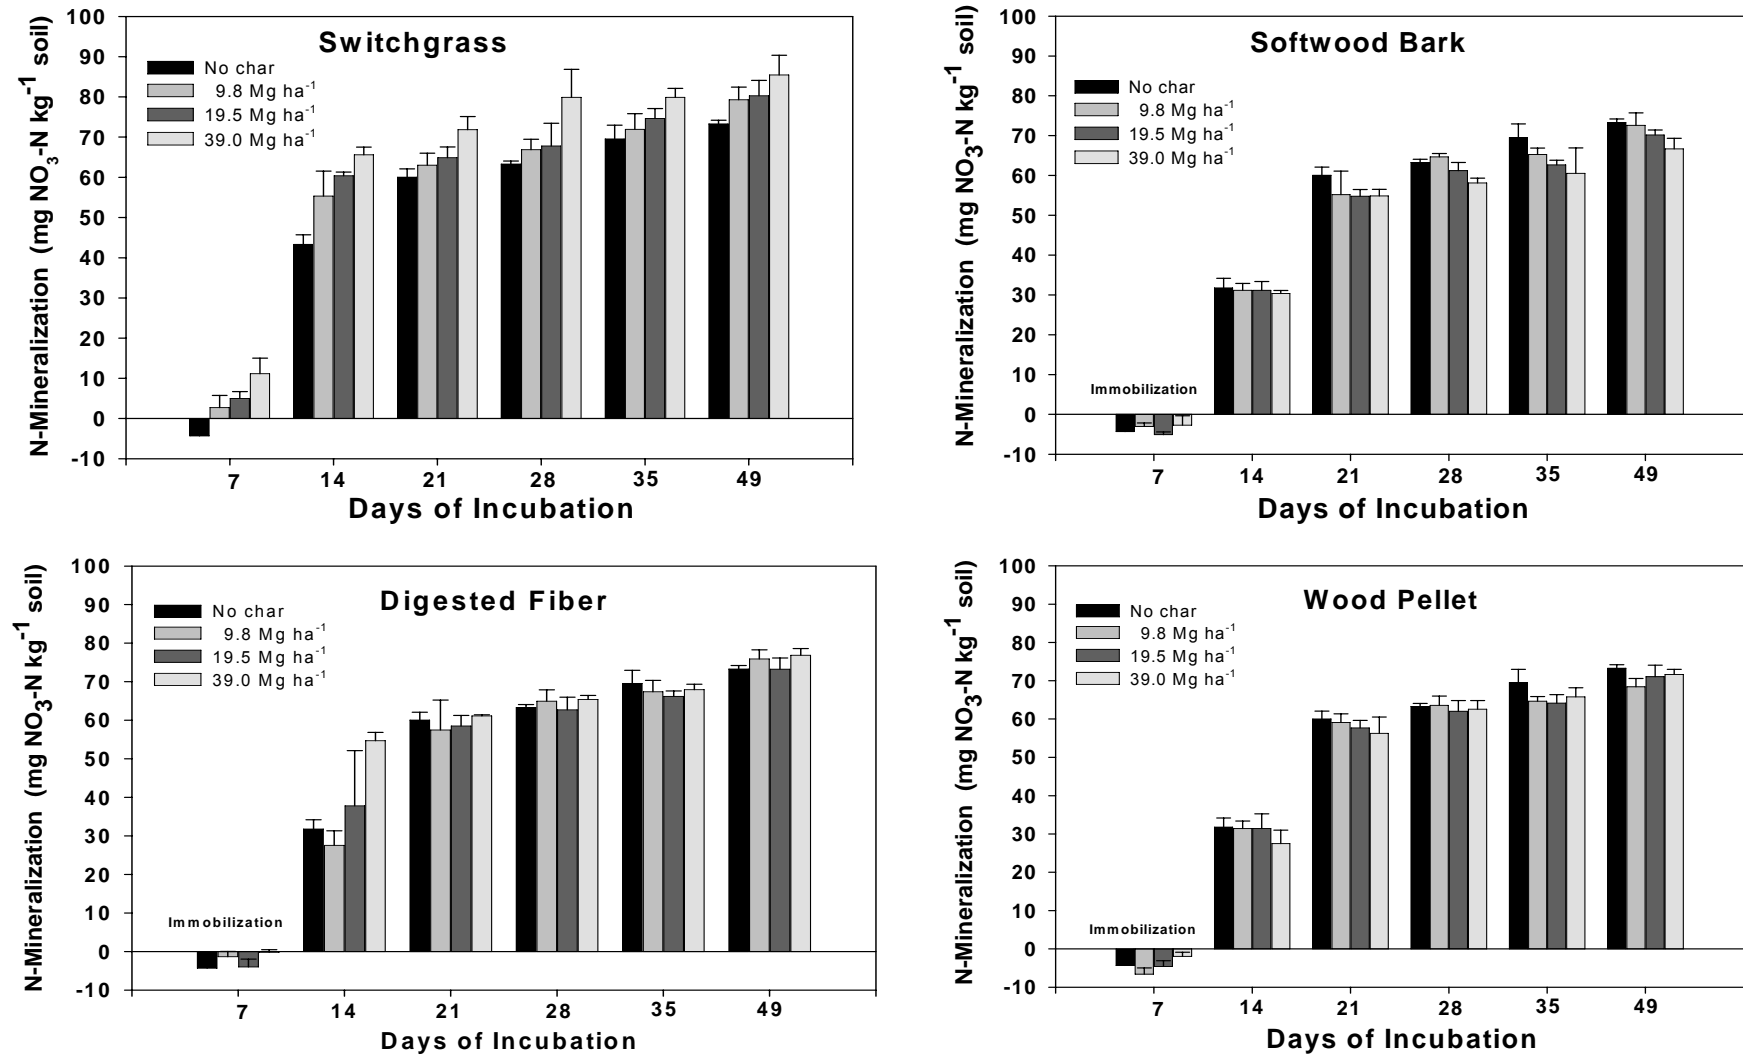 Switchgrass
No char
9.8 Mg ha⁻¹
19.5 Mg ha⁻¹
39.0 Mg ha⁻¹
N-Mineralization (mg NO₃-N kg⁻¹ soil)
100
90
80
70
60
50
40
30
20
10
0
-10
7 14 21 28 35 49
Days of Incubation
Softwood Bark
No char
9.8 Mg ha⁻¹
19.5 Mg ha⁻¹
39.0 Mg ha⁻¹
N-Mineralization (mg NO₃-N kg⁻¹ soil)
100
90
80
70
60
50
40
30
20
10
0
-10
Immobilization
7 14 21 28 35 49
Days of Incubation
Digested Fiber
No char
9.8 Mg ha⁻¹
19.5 Mg ha⁻¹
39.0 Mg ha⁻¹
N-Mineralization (mg NO₃-N kg⁻¹ soil)
100
90
80
70
60
50
40
30
20
10
0
-10
Immobilization
7 14 21 28 35 49
Days of Incubation
Wood Pellet
No char
9.8 Mg ha⁻¹
19.5 Mg ha⁻¹
39.0 Mg ha⁻¹
N-Mineralization (mg NO₃-N kg⁻¹ soil)
100
90
80
70
60
50
40
30
20
10
0
-10
Immobilization
7 14 21 28 35 49
Days of Incubation